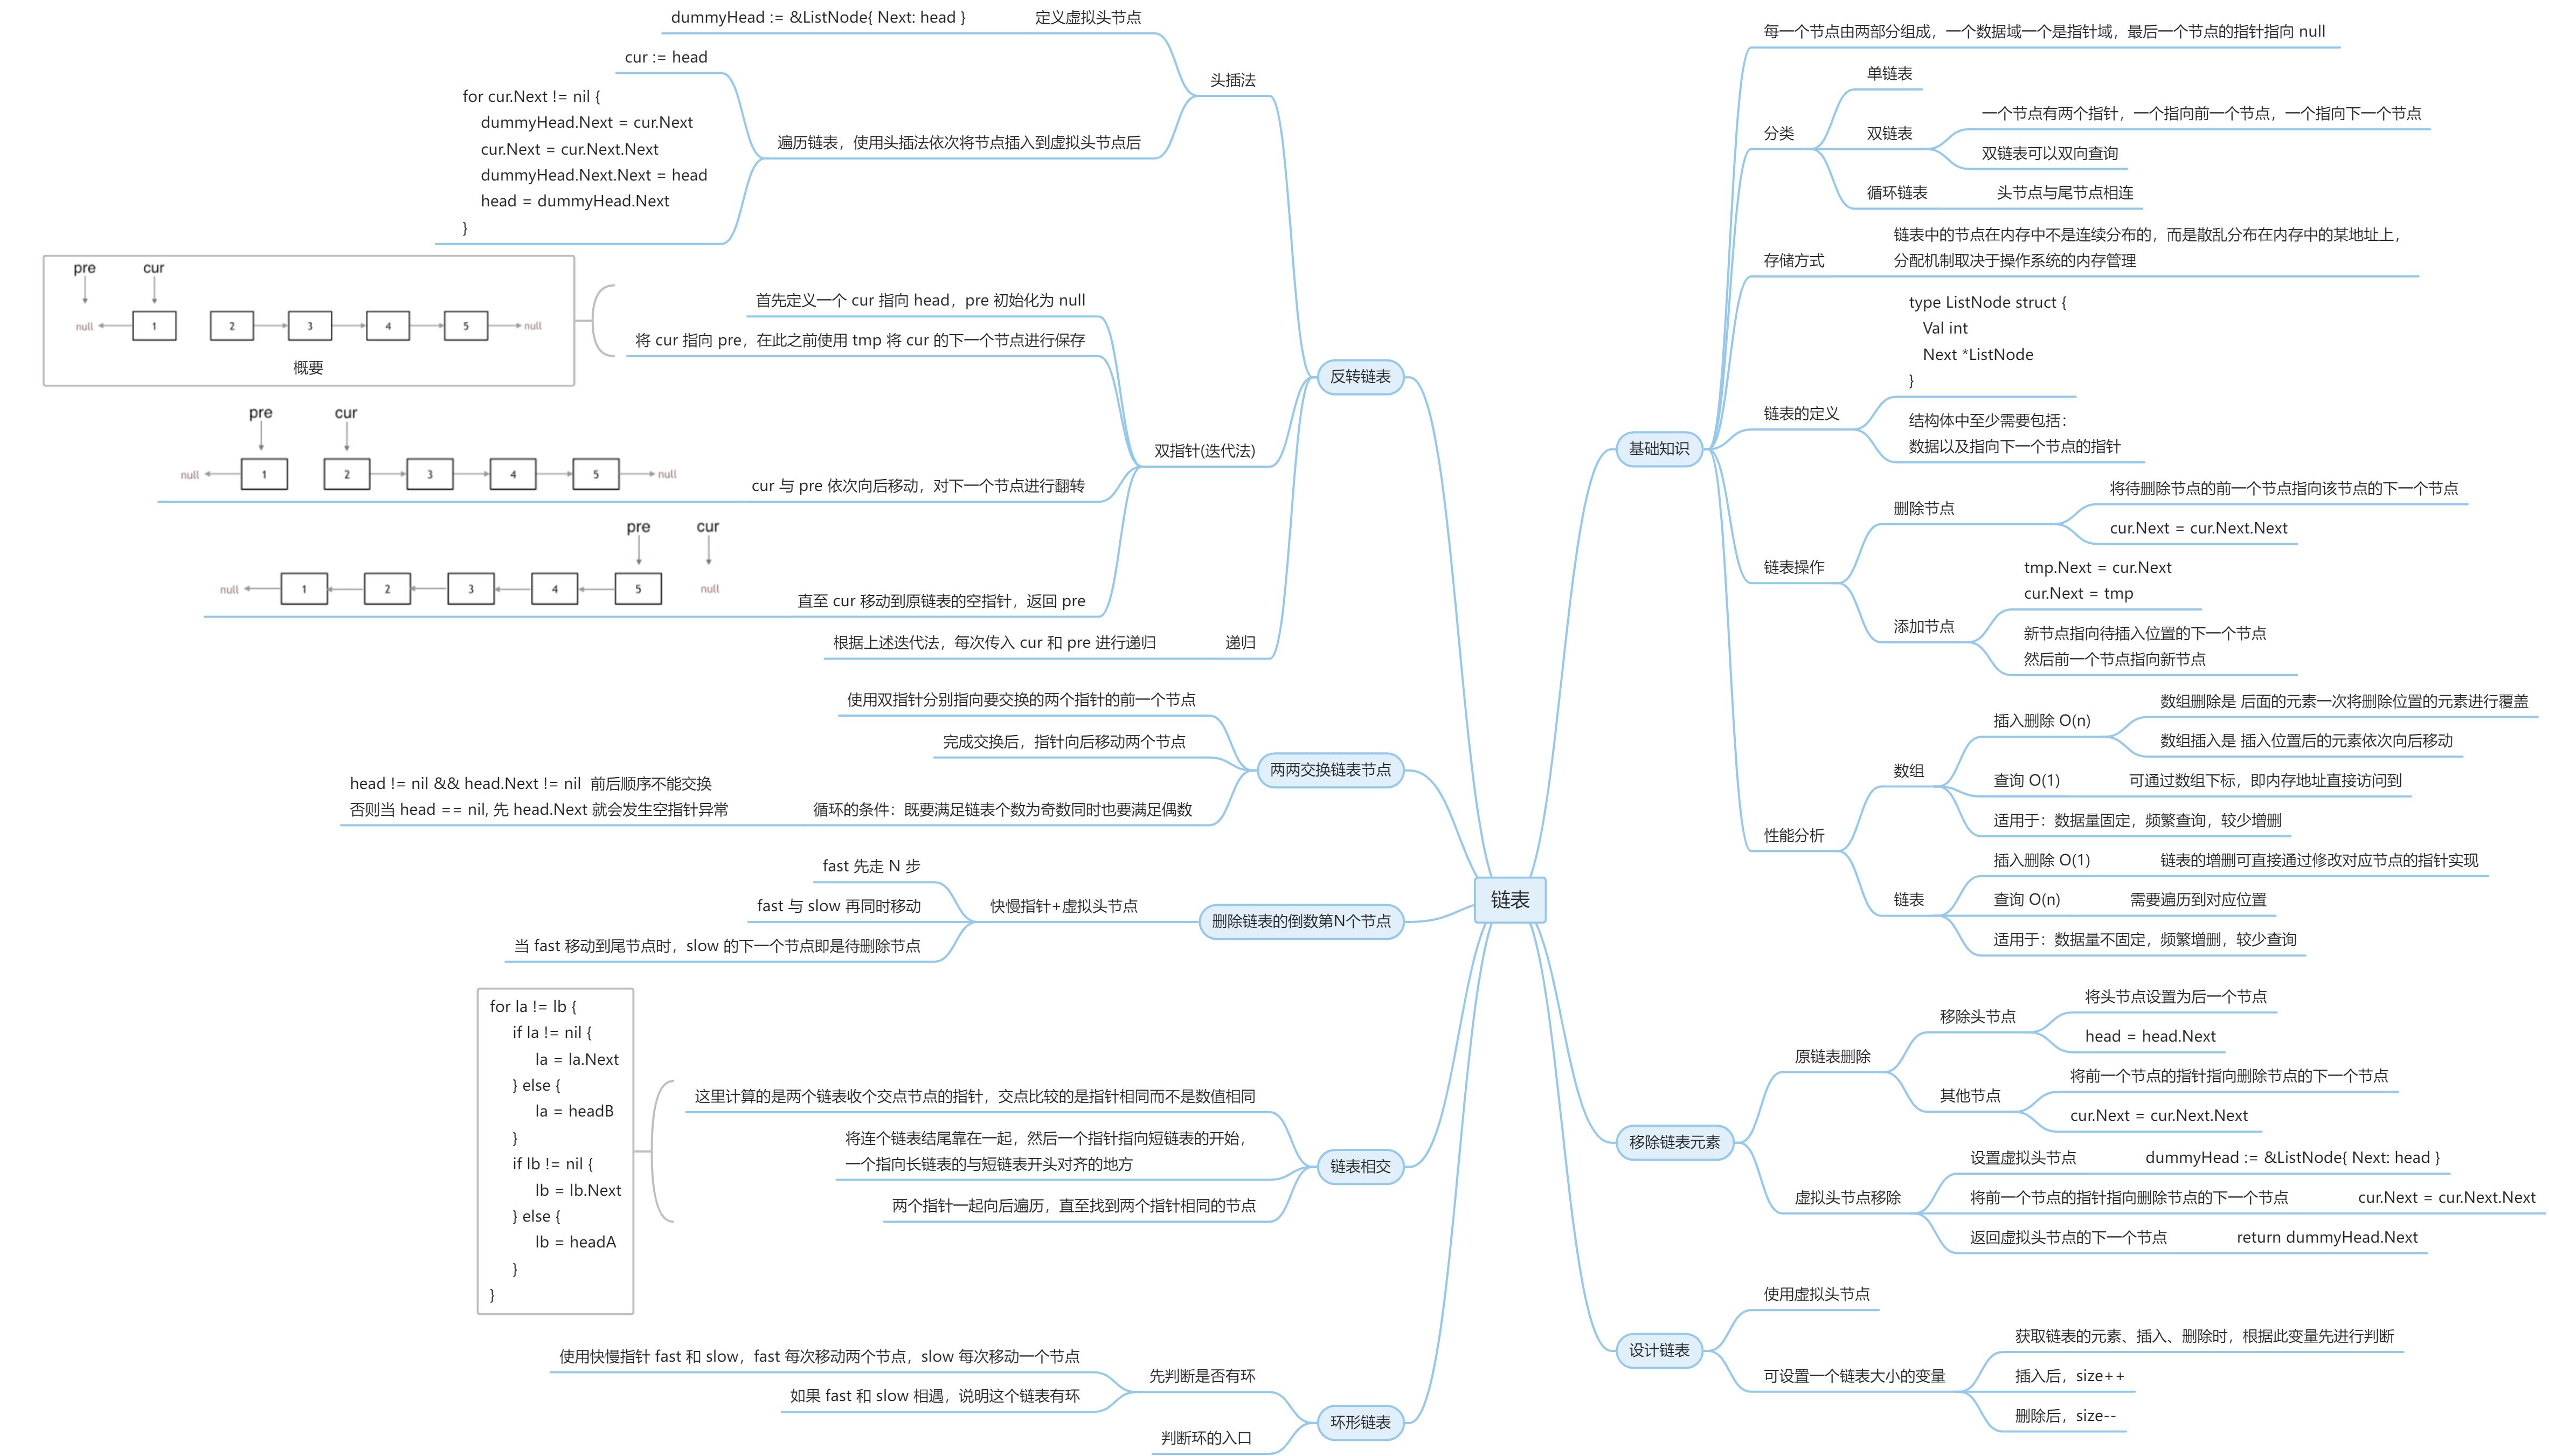 链表
基础知识
每一个节点由两部分组成，一个数据域一个是指针域，最后一个节点的指针指向 null
分类
单链表
双链表
一个节点有两个指针，一个指向前一个节点，一个指向下一个节点
双链表可以双向查询
循环链表
头节点与尾节点相连
存储方式
链表中的节点在内存中不是连续分布的，而是散乱分布在内存中的某地址上，
分配机制取决于操作系统的内存管理
链表的定义
type ListNode struct {
Val int
Next *ListNode
}
结构体中至少需要包括：
数据以及指向下一个节点的指针
链表操作
删除节点
将待删除节点的前一个节点指向该节点的下一个节点
cur.Next = cur.Next.Next
添加节点
tmp.Next = cur.Next
cur.Next = tmp
新节点指向待插入位置的下一个节点
然后前一个节点指向新节点
性能分析
数组
插入删除 O(n)
数组删除是 后面的元素一次将删除位置的元素进行覆盖
数组插入是 插入位置后的元素依次向后移动
查询 O(1)
可通过数组下标，即内存地址直接访问到
适用于：数据量固定，频繁查询，较少增删
链表
插入删除 O(1)
链表的增删可直接通过修改对应节点的指针实现
查询 O(n)
需要遍历到对应位置
适用于：数据量不固定，频繁增删，较少查询
移除链表元素
原链表删除
移除头节点
将头节点设置为后一个节点
head = head.Next
其他节点
将前一个节点的指针指向删除节点的下一个节点
cur.Next = cur.Next.Next
虚拟头节点移除
设置虚拟头节点
dummyHead := &ListNode{ Next: head }
将前一个节点的指针指向删除节点的下一个节点
cur.Next = cur.Next.Next
返回虚拟头节点的下一个节点
return dummyHead.Next
设计链表
使用虚拟头节点
可设置一个链表大小的变量
获取链表的元素、插入、删除时，根据此变量先进行判断
插入后，size++
删除后，size--
反转链表
头插法
dummyHead := &ListNode{ Next: head }
定义虚拟头节点
遍历链表，使用头插法依次将节点插入到虚拟头节点后
cur := head
for cur.Next != nil {
dummyHead.Next = cur.Next
cur.Next = cur.Next.Next
dummyHead.Next.Next = head
head = dummyHead.Next
}
双指针(迭代法)
首先定义一个 cur 指向 head，pre 初始化为 null
将 cur 指向 pre，在此之前使用 tmp 将 cur 的下一个节点进行保存
pre cur
null 1 2 3 4 5 null
概要
pre cur
null 1 2 3 4 5 null
cur 与 pre 依次向后移动，对下一个节点进行翻转
pre cur
null 1 2 3 4 5 null
直至 cur 移动到原链表的空指针，返回 pre
递归
根据上述迭代法，每次传入 cur 和 pre 进行递归
两两交换链表节点
使用双指针分别指向要交换的两个指针的前一个节点
完成交换后，指针向后移动两个节点
循环的条件：既要满足链表个数为奇数同时也要满足偶数
head != nil && head.Next != nil 前后顺序不能交换
否则当 head == nil, 先 head.Next 就会发生空指针异常
删除链表的倒数第N个节点
快慢指针+虚拟头节点
fast 先走 N 步
fast 与 slow 再同时移动
当 fast 移动到尾节点时，slow 的下一个节点即是待删除节点
链表相交
这里计算的是两个链表收个交点节点的指针，交点比较的是指针相同而不是数值相同
将连个链表结尾靠在一起，然后一个指针指向短链表的开始，
一个指向长链表的与短链表开头对齐的地方
两个指针一起向后遍历，直至找到两个指针相同的节点
for la != lb {
if la != nil {
la = la.Next
} else {
la = headB
}
if lb != nil {
lb = lb.Next
} else {
lb = headA
}
}
环形链表
先判断是否有环
使用快慢指针 fast 和 slow，fast 每次移动两个节点，slow 每次移动一个节点
如果 fast 和 slow 相遇，说明这个链表有环
判断环的入口